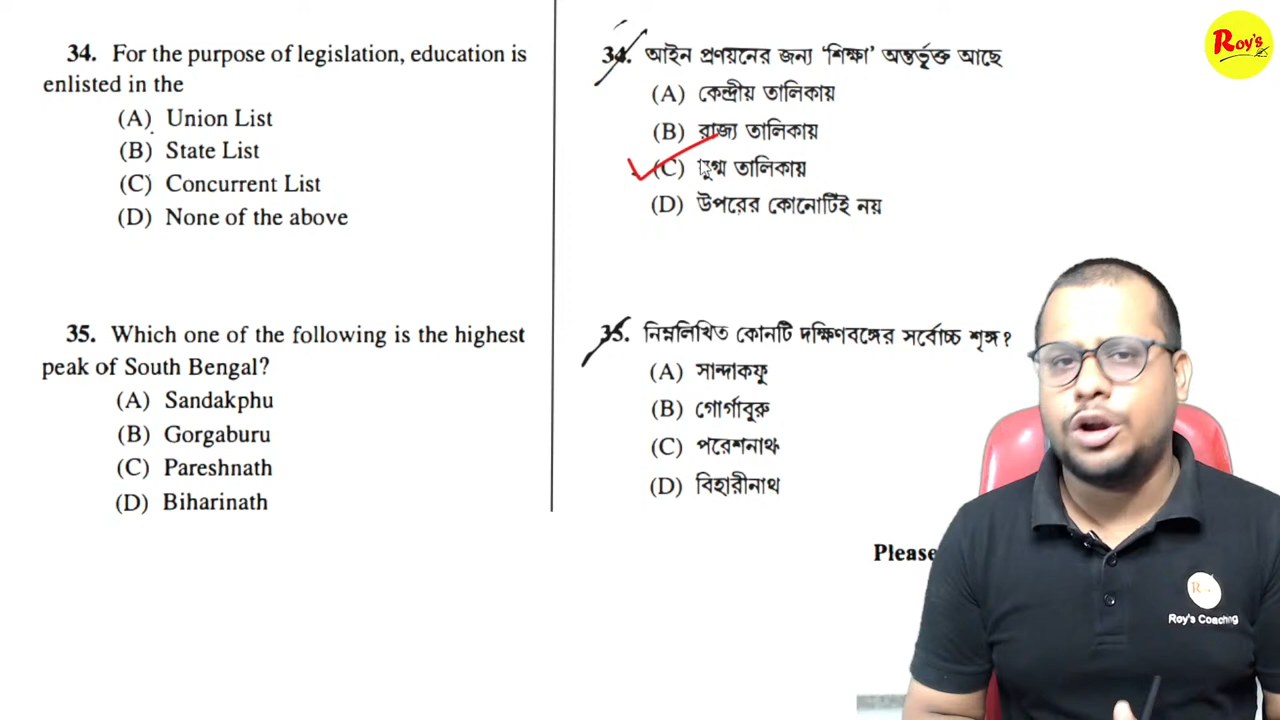 34. For the purpose of legislation, education is
enlisted in the
(A) Union List
(B) State List
(C) Concurrent List
(D) None of the above
35. Which one of the following is the highest
peak of South Bengal?
(A) Sandakphu
(B) Gorgaburu
(C) Pareshnath
(D) Biharinath
34. আইন প্রণয়নের জন্য ‘শিক্ষা’ অন্তর্ভূক্ত আছে
(A) কেন্দ্রীয় তালিকায়
(B) রাজ্য তালিকায়
(C) যুগ্ম তালিকায়
(D) উপরের কোনোটিই নয়
35. নিম্নলিখিত কোনটি দক্ষিণবঙ্গের সর্বোচ্চ শৃঙ্গ?
(A) সান্দাকফু
(B) গোর্গাবুরু
(C) পরেশনাথ
(D) বিহারীনাথ
Please
Roy's
Roy's Coaching